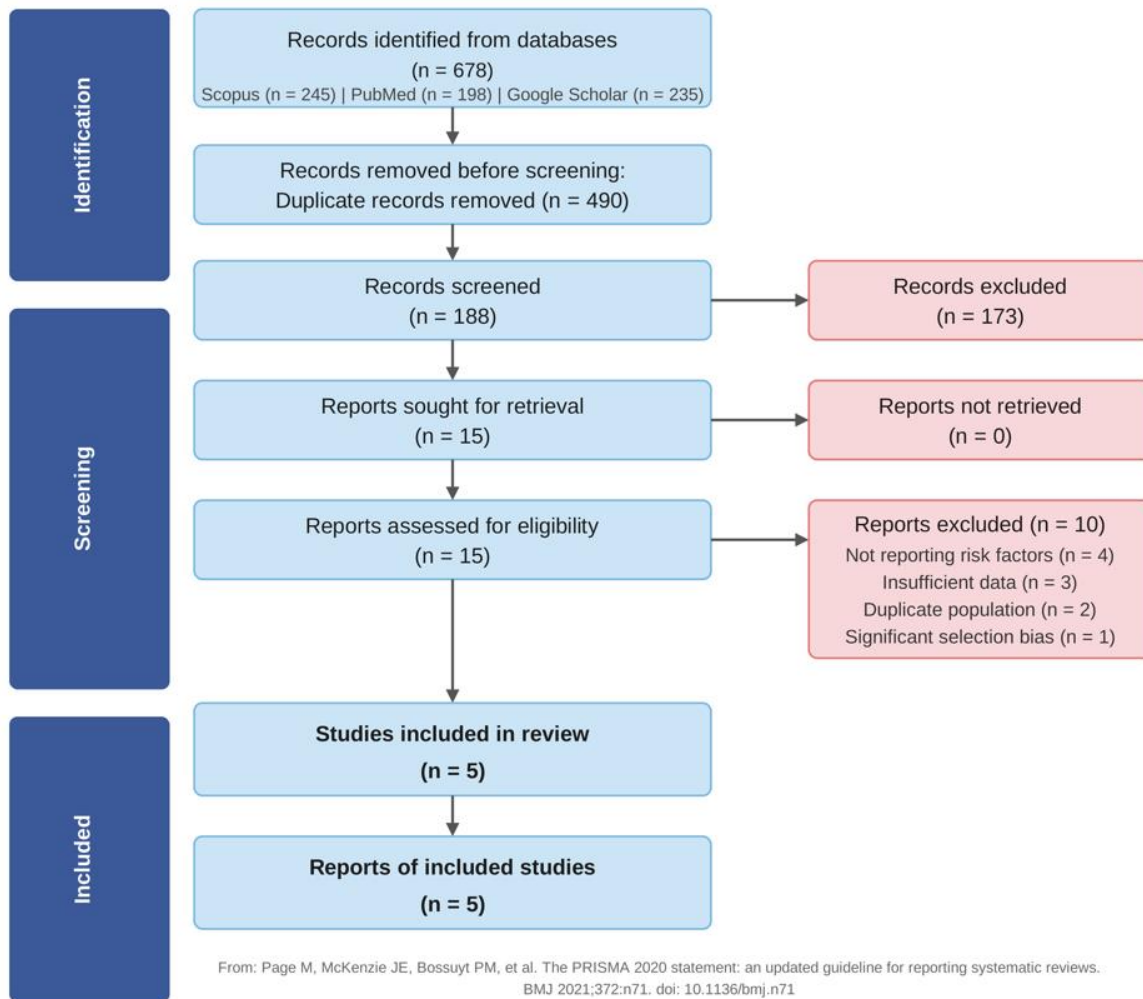 Identification
Records identified from databases
(n = 678)
Scopus (n = 245) | PubMed (n = 198) | Google Scholar (n = 235)
Records removed before screening:
Duplicate records removed (n = 490)
Records screened
(n = 188)
Records excluded
(n = 173)
Screening
Reports sought for retrieval
(n = 15)
Reports not retrieved
(n = 0)
Reports assessed for eligibility
(n = 15)
Reports excluded (n = 10)
Not reporting risk factors (n = 4)
Insufficient data (n = 3)
Duplicate population (n = 2)
Significant selection bias (n = 1)
Included
Studies included in review
(n = 5)
Reports of included studies
(n = 5)
From: Page M, McKenzie JE, Bossuyt PM, et al. The PRISMA 2020 statement: an updated guideline for reporting systematic reviews.
BMJ 2021;372:n71. doi: 10.1136/bmj.n71